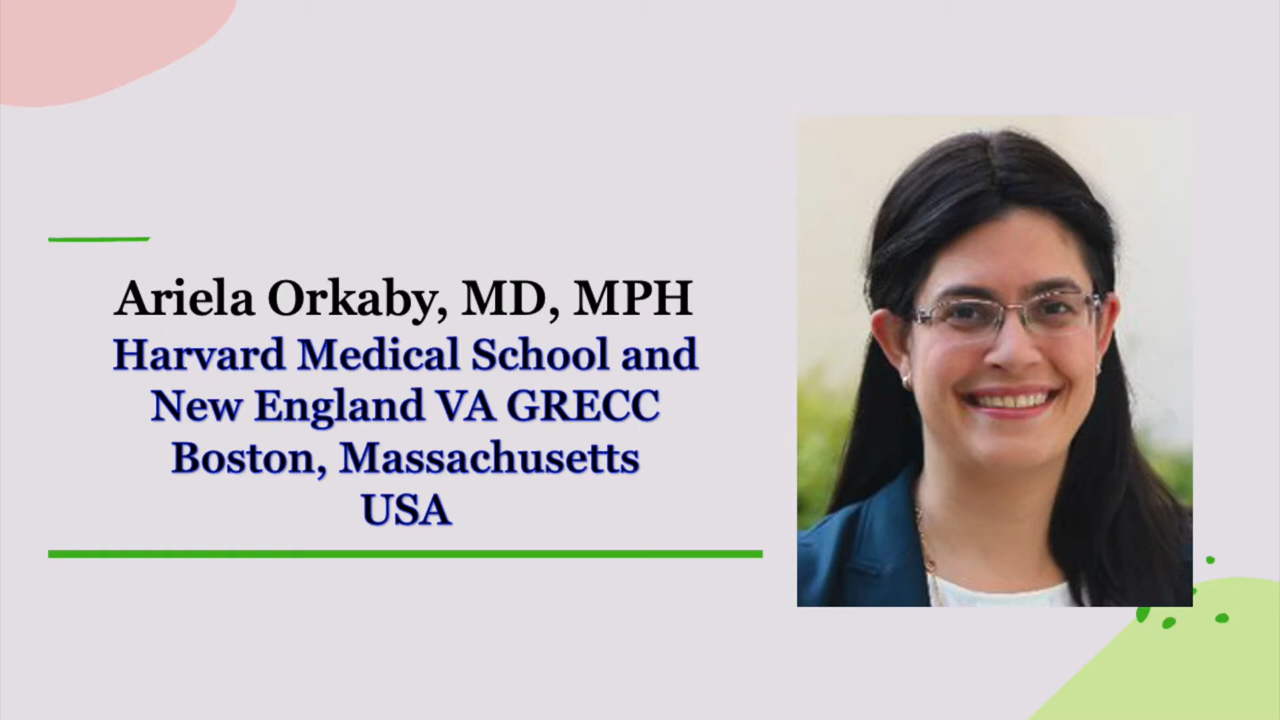 Ariela Orkaby, MD, MPH
Harvard Medical School and
New England VA GRECC
Boston, Massachusetts
USA